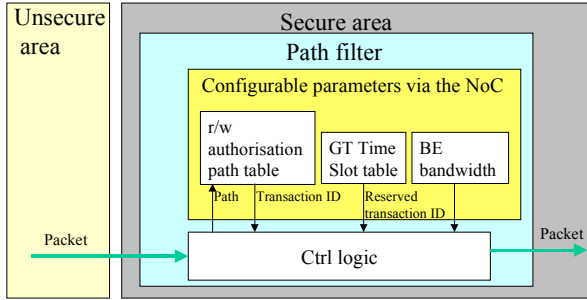 Unsecure
area
Secure area
Path filter
Configurable parameters via the NoC
r/w
authorisation
path table
GT Time
Slot table
BE
bandwidth
Path
Transaction ID
Reserved
transaction ID
Packet
Ctrl logic
Packet